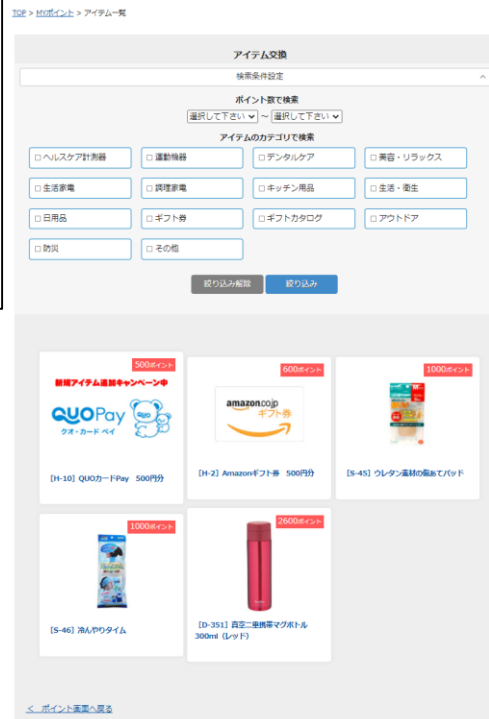 TOP > MYポイント > アイテム一覧
アイテム交換
検索条件設定
ポイント数で検索
選択して下さい ～ 選択して下さい
アイテムのカテゴリで検索
ヘルスケア計測器 運動機器 デンタルケア 美容・リラックス
生活家電 調理家電 キッチン用品 生活・衛生
日用品 ギフト券 ギフトカタログ アウトドア
防災 その他
絞り込み解除 絞り込み
500ポイント
新規アイテム追加キャンペーン中
QUOPay
クオ・カード ペイ
[H-10] QUOカードPay 500円分
600ポイント
amazon.co.jp
ギフト券
[H-2] Amazonギフト券 500円分
1000ポイント
[S-45] ウレタン素材の傷あてパッド
1000ポイント
[S-46] 冷んやりタイム
2600ポイント
[D-351] 真空二重携帯マグボトル
300ml（レッド）
＜ ポイント画面へ戻る